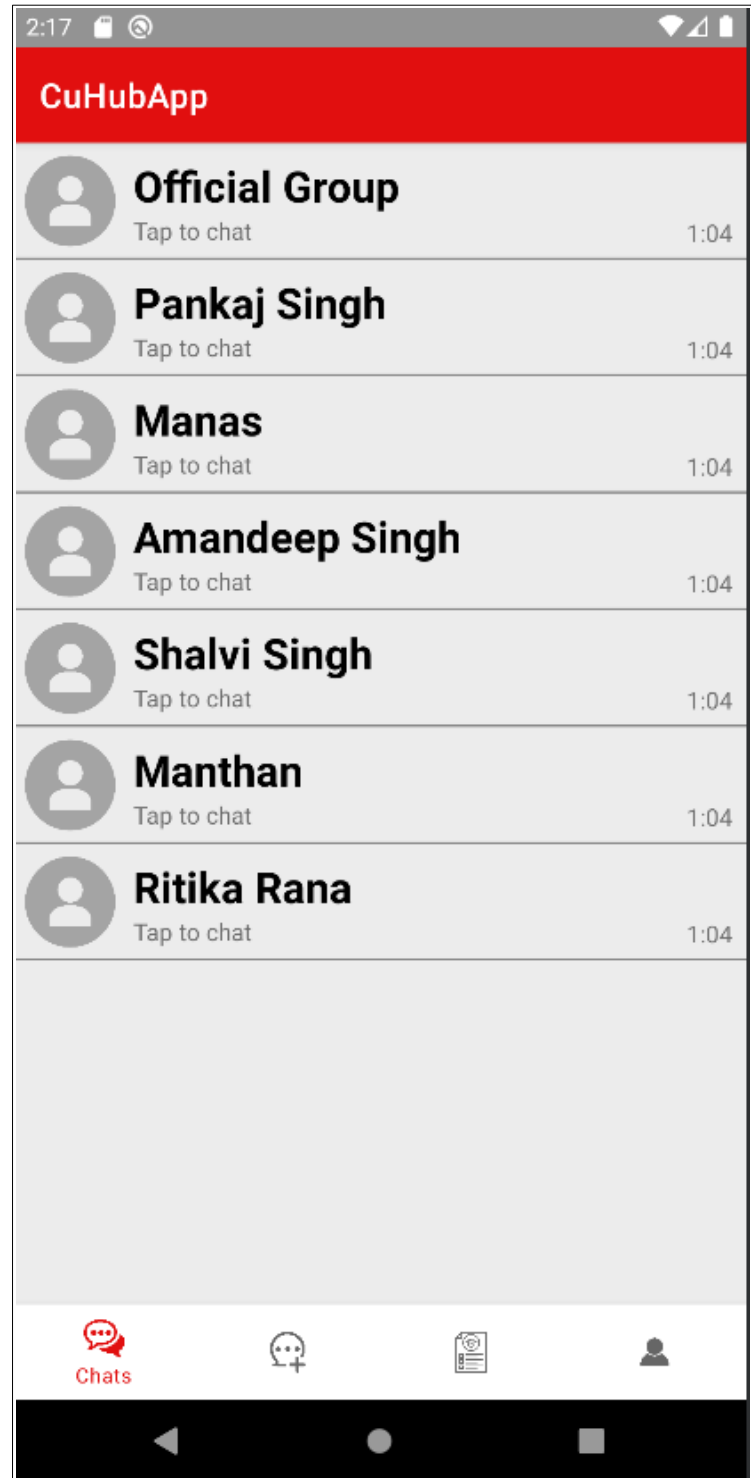 2:17
CuHubApp
Official Group
Tap to chat
1:04
Pankaj Singh
Tap to chat
1:04
Manas
Tap to chat
1:04
Amandeep Singh
Tap to chat
1:04
Shalvi Singh
Tap to chat
1:04
Manthan
Tap to chat
1:04
Ritika Rana
Tap to chat
1:04
Chats